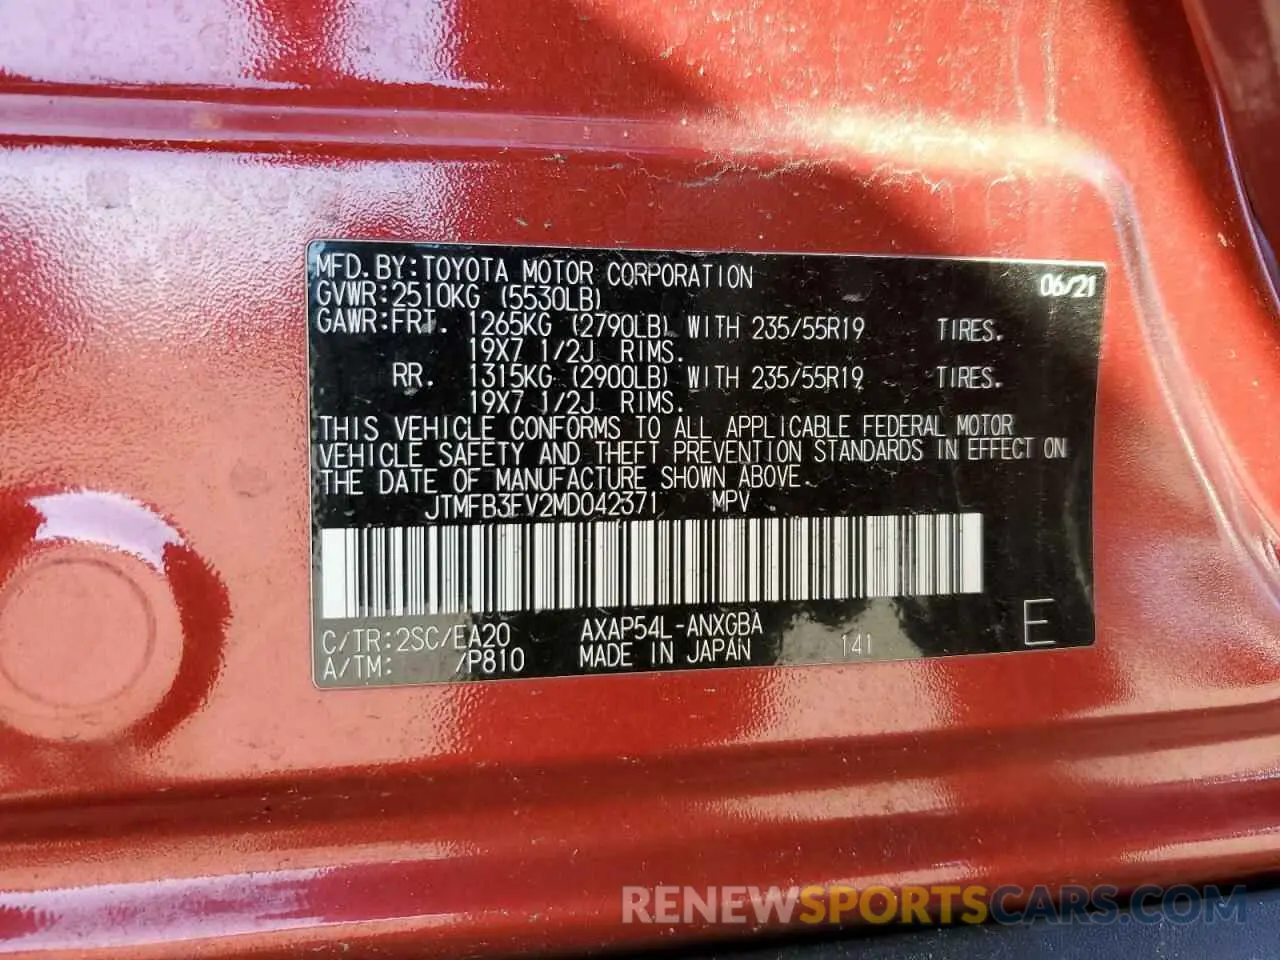 MFD.BY:TOYOTA MOTOR CORPORATION 06/21
GVWR:2510KG (5530LB)
GAWR:FRT. 1265KG (2790LB) WITH 235/55R19 TIRES.
19X7 1/2J RIMS.
RR. 1315KG (2900LB) WITH 235/55R19 TIRES.
19X7 1/2J RIMS.
THIS VEHICLE CONFORMS TO ALL APPLICABLE FEDERAL MOTOR
VEHICLE SAFETY AND THEFT PREVENTION STANDARDS IN EFFECT ON
THE DATE OF MANUFACTURE SHOWN ABOVE.
JTMFB3FV2MD042371 MPV
C/TR:2SC/EA20 AXAP54L-ANXGBA
A/TM: /P810 MADE IN JAPAN 141 E
RENEWSPORTSCARS.COM